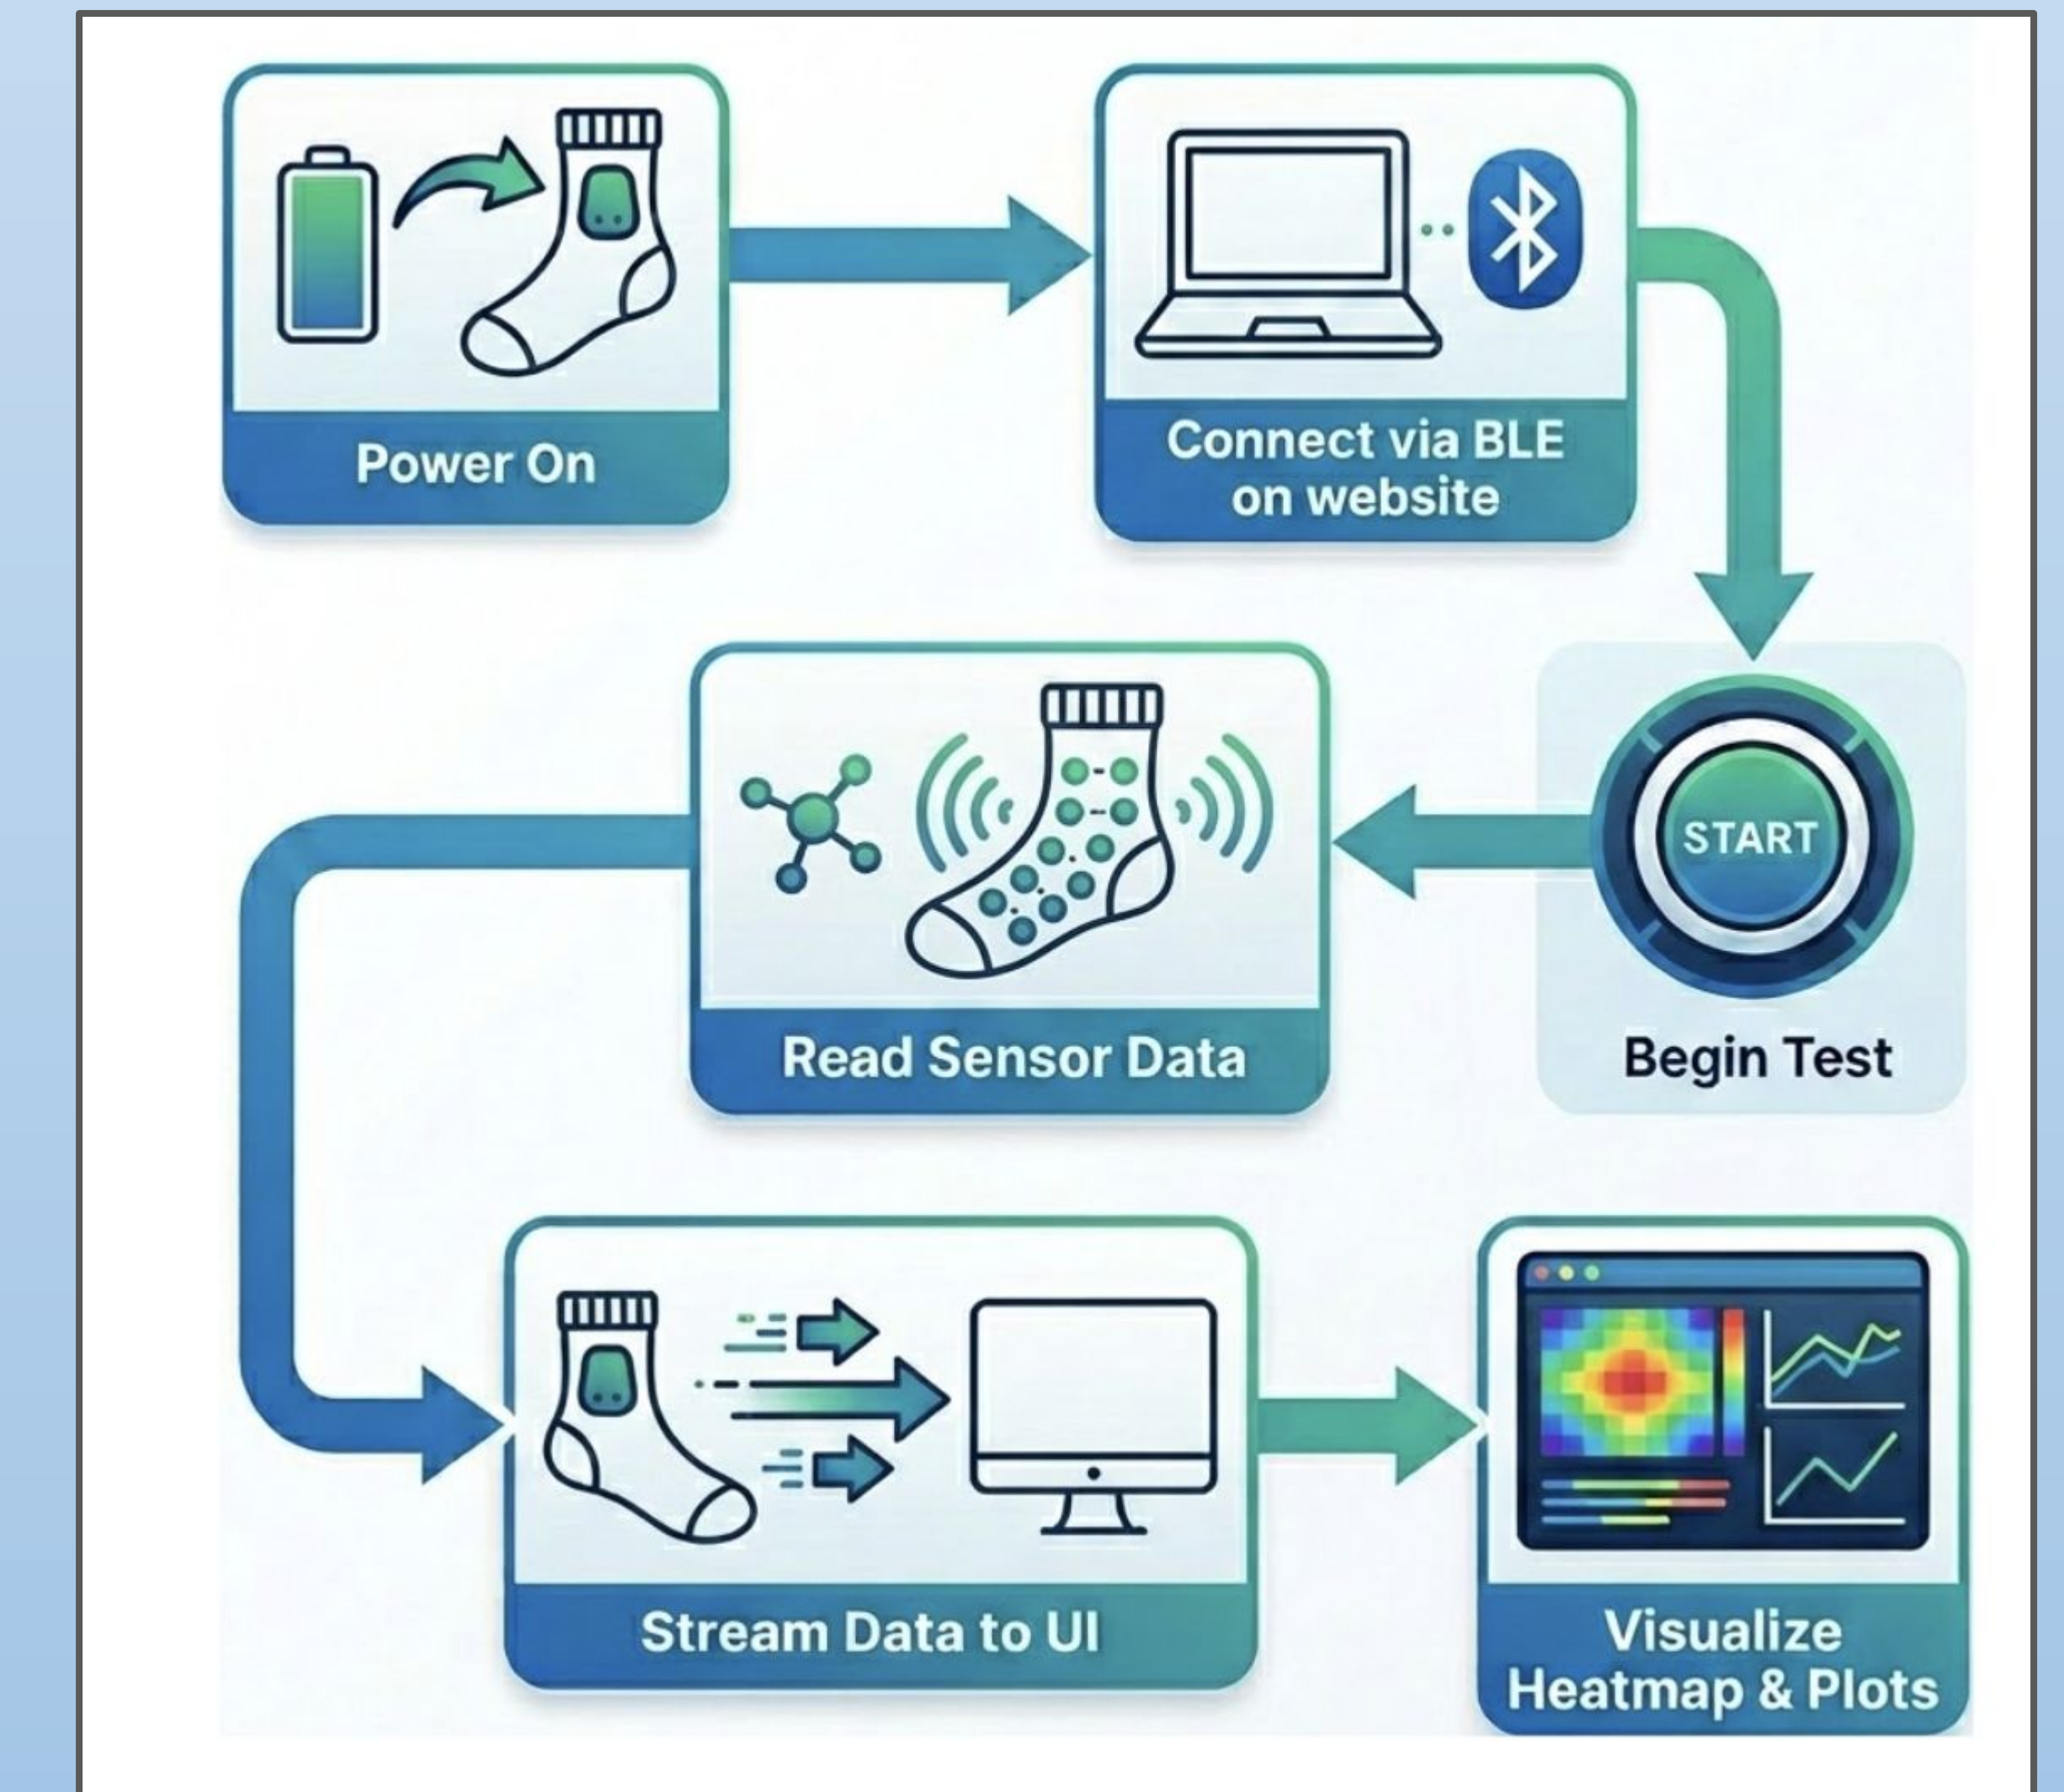 Power On
Connect via BLE
on website
START
Begin Test
Read Sensor Data
Stream Data to UI
Visualize
Heatmap & Plots